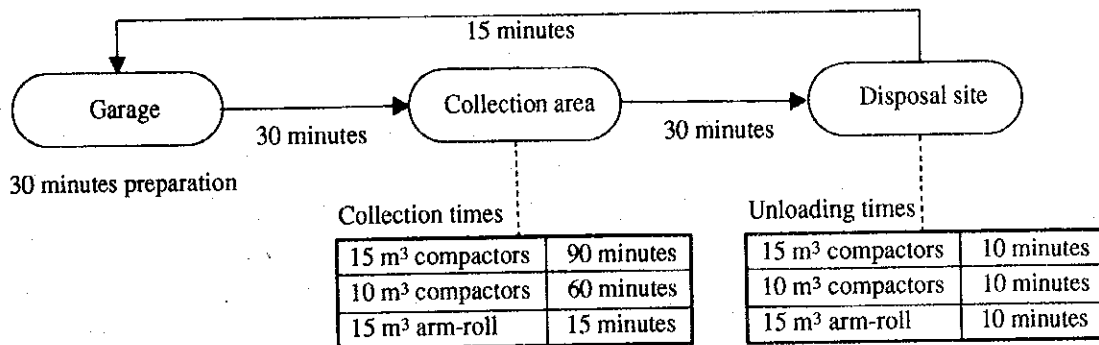 15 minutes
Garage
Collection area
Disposal site
30 minutes
30 minutes
30 minutes preparation
Collection times
15 m³ compactors 90 minutes
10 m³ compactors 60 minutes
15 m³ arm-roll 15 minutes
Unloading times
15 m³ compactors 10 minutes
10 m³ compactors 10 minutes
15 m³ arm-roll 10 minutes